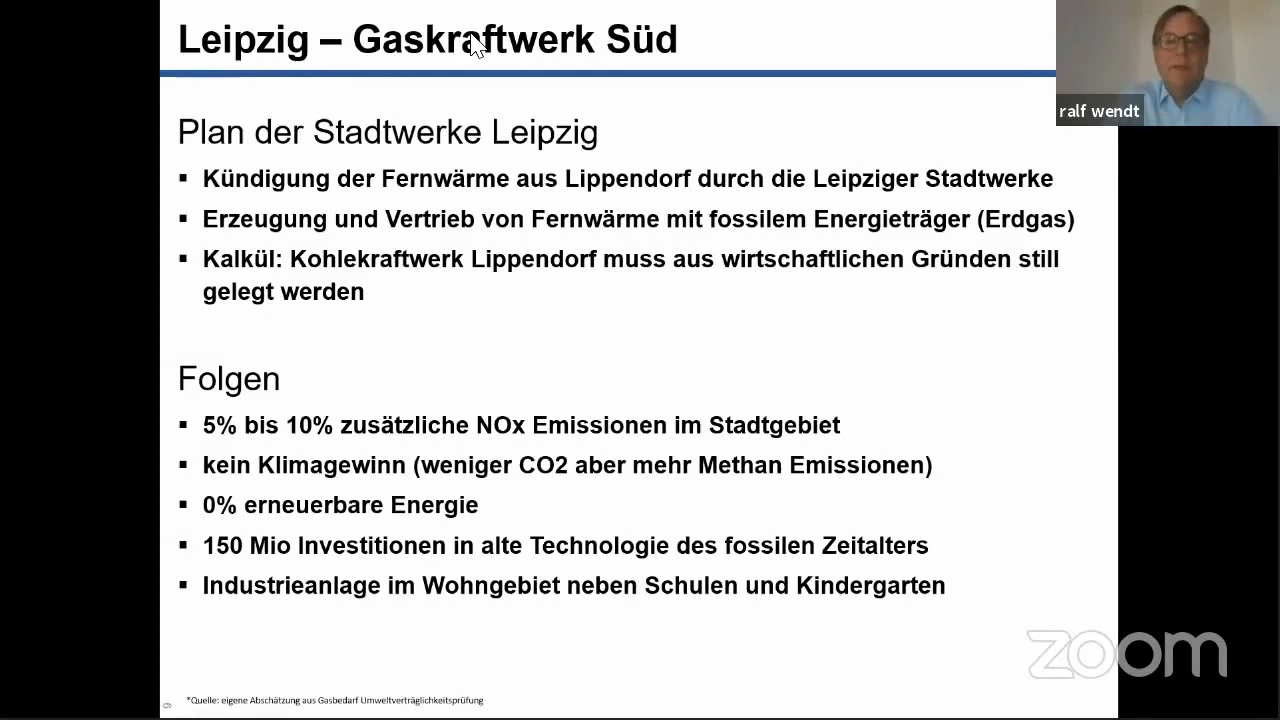 Leipzig – Gaskraftwerk Süd
ralf wendt
Plan der Stadtwerke Leipzig
▪ Kündigung der Fernwärme aus Lippendorf durch die Leipziger Stadtwerke
▪ Erzeugung und Vertrieb von Fernwärme mit fossilem Energieträger (Erdgas)
▪ Kalkül: Kohlekraftwerk Lippendorf muss aus wirtschaftlichen Gründen still
gelegt werden
Folgen
▪ 5% bis 10% zusätzliche NOx Emissionen im Stadtgebiet
▪ kein Klimagewinn (weniger CO2 aber mehr Methan Emissionen)
▪ 0% erneuerbare Energie
▪ 150 Mio Investitionen in alte Technologie des fossilen Zeitalters
▪ Industrieanlage im Wohngebiet neben Schulen und Kindergarten
zoom
*Quelle: eigene Abschätzung aus Gasbedarf Umweltverträglichkeitsprüfung